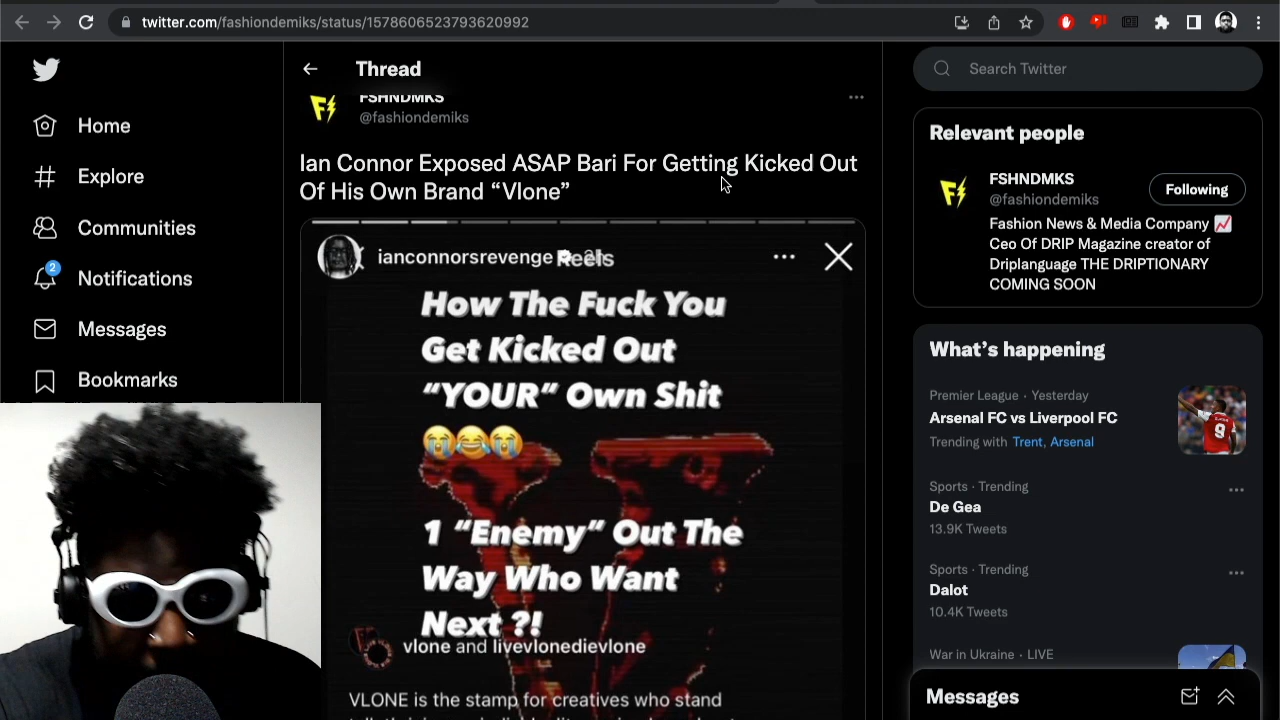 twitter.com/fashiondemiks/status/1578606523793620992
Home
Explore
Communities
2
Notifications
Messages
Bookmarks
Thread
FSHNDMKS
@fashiondemiks
Ian Connor Exposed ASAP Bari For Getting Kicked Out
Of His Own Brand “Vlone”
ianconnorsrevenge
Reels
How The Fuck You
Get Kicked Out
“YOUR” Own Shit
😭😂😭
1 “Enemy“ Out The
Way Who Want
Next ?!
vlone and livevlonedievlone
VLONE is the stamp for creatives who stand
Search Twitter
Relevant people
FSHNDMKS
@fashiondemiks
Following
Fashion News & Media Company 📈
Ceo Of DRIP Magazine creator of
Driplanguage THE DRIPTIONARY
COMING SOON
What’s happening
Premier League · Yesterday
Arsenal FC vs Liverpool FC
Trending with Trent, Arsenal
9
Sports · Trending
De Gea
13.9K Tweets
Sports · Trending
Dalot
10.4K Tweets
War in Ukraine · LIVE
Messages